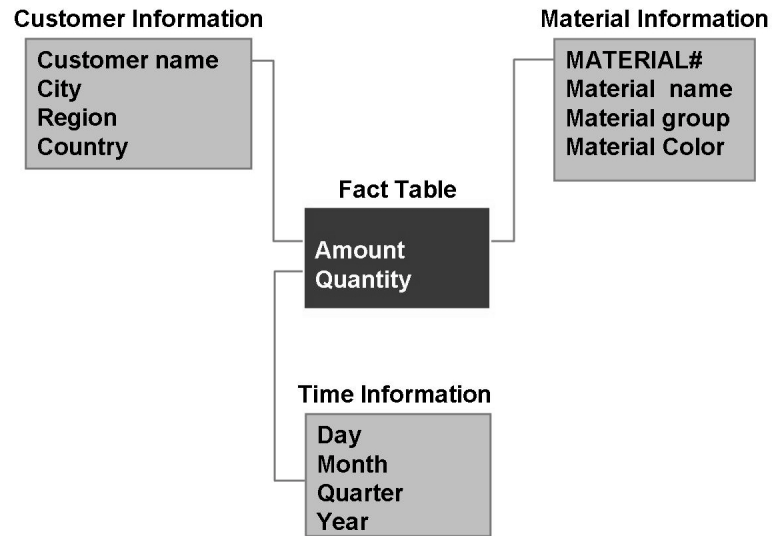 Customer Information
Customer name
City
Region
Country
Material Information
MATERIAL#
Material name
Material group
Material Color
Fact Table
Amount
Quantity
Time Information
Day
Month
Quarter
Year